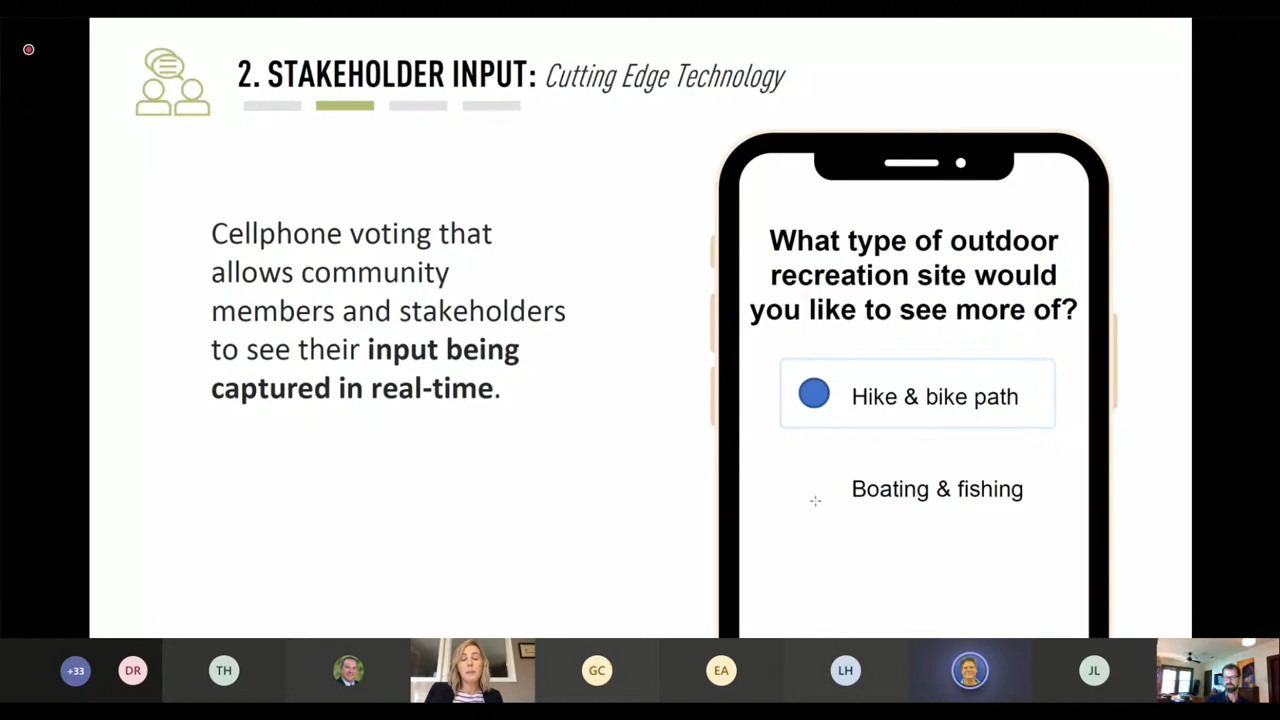 2. STAKEHOLDER INPUT: Cutting Edge Technology
Cellphone voting that
allows community
members and stakeholders
to see their input being
captured in real-time.
What type of outdoor
recreation site would
you like to see more of?
Hike & bike path
Boating & fishing
+33
DR
TH
GC
EA
LH
JL